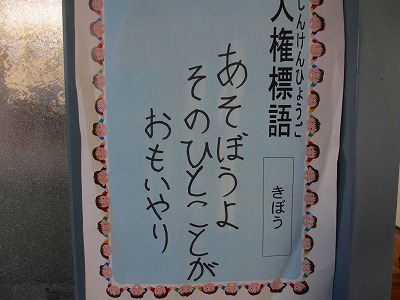 じんけんひょうご
人権標語
きぼう
あそぼうよ
そのひとことが
おもいやり